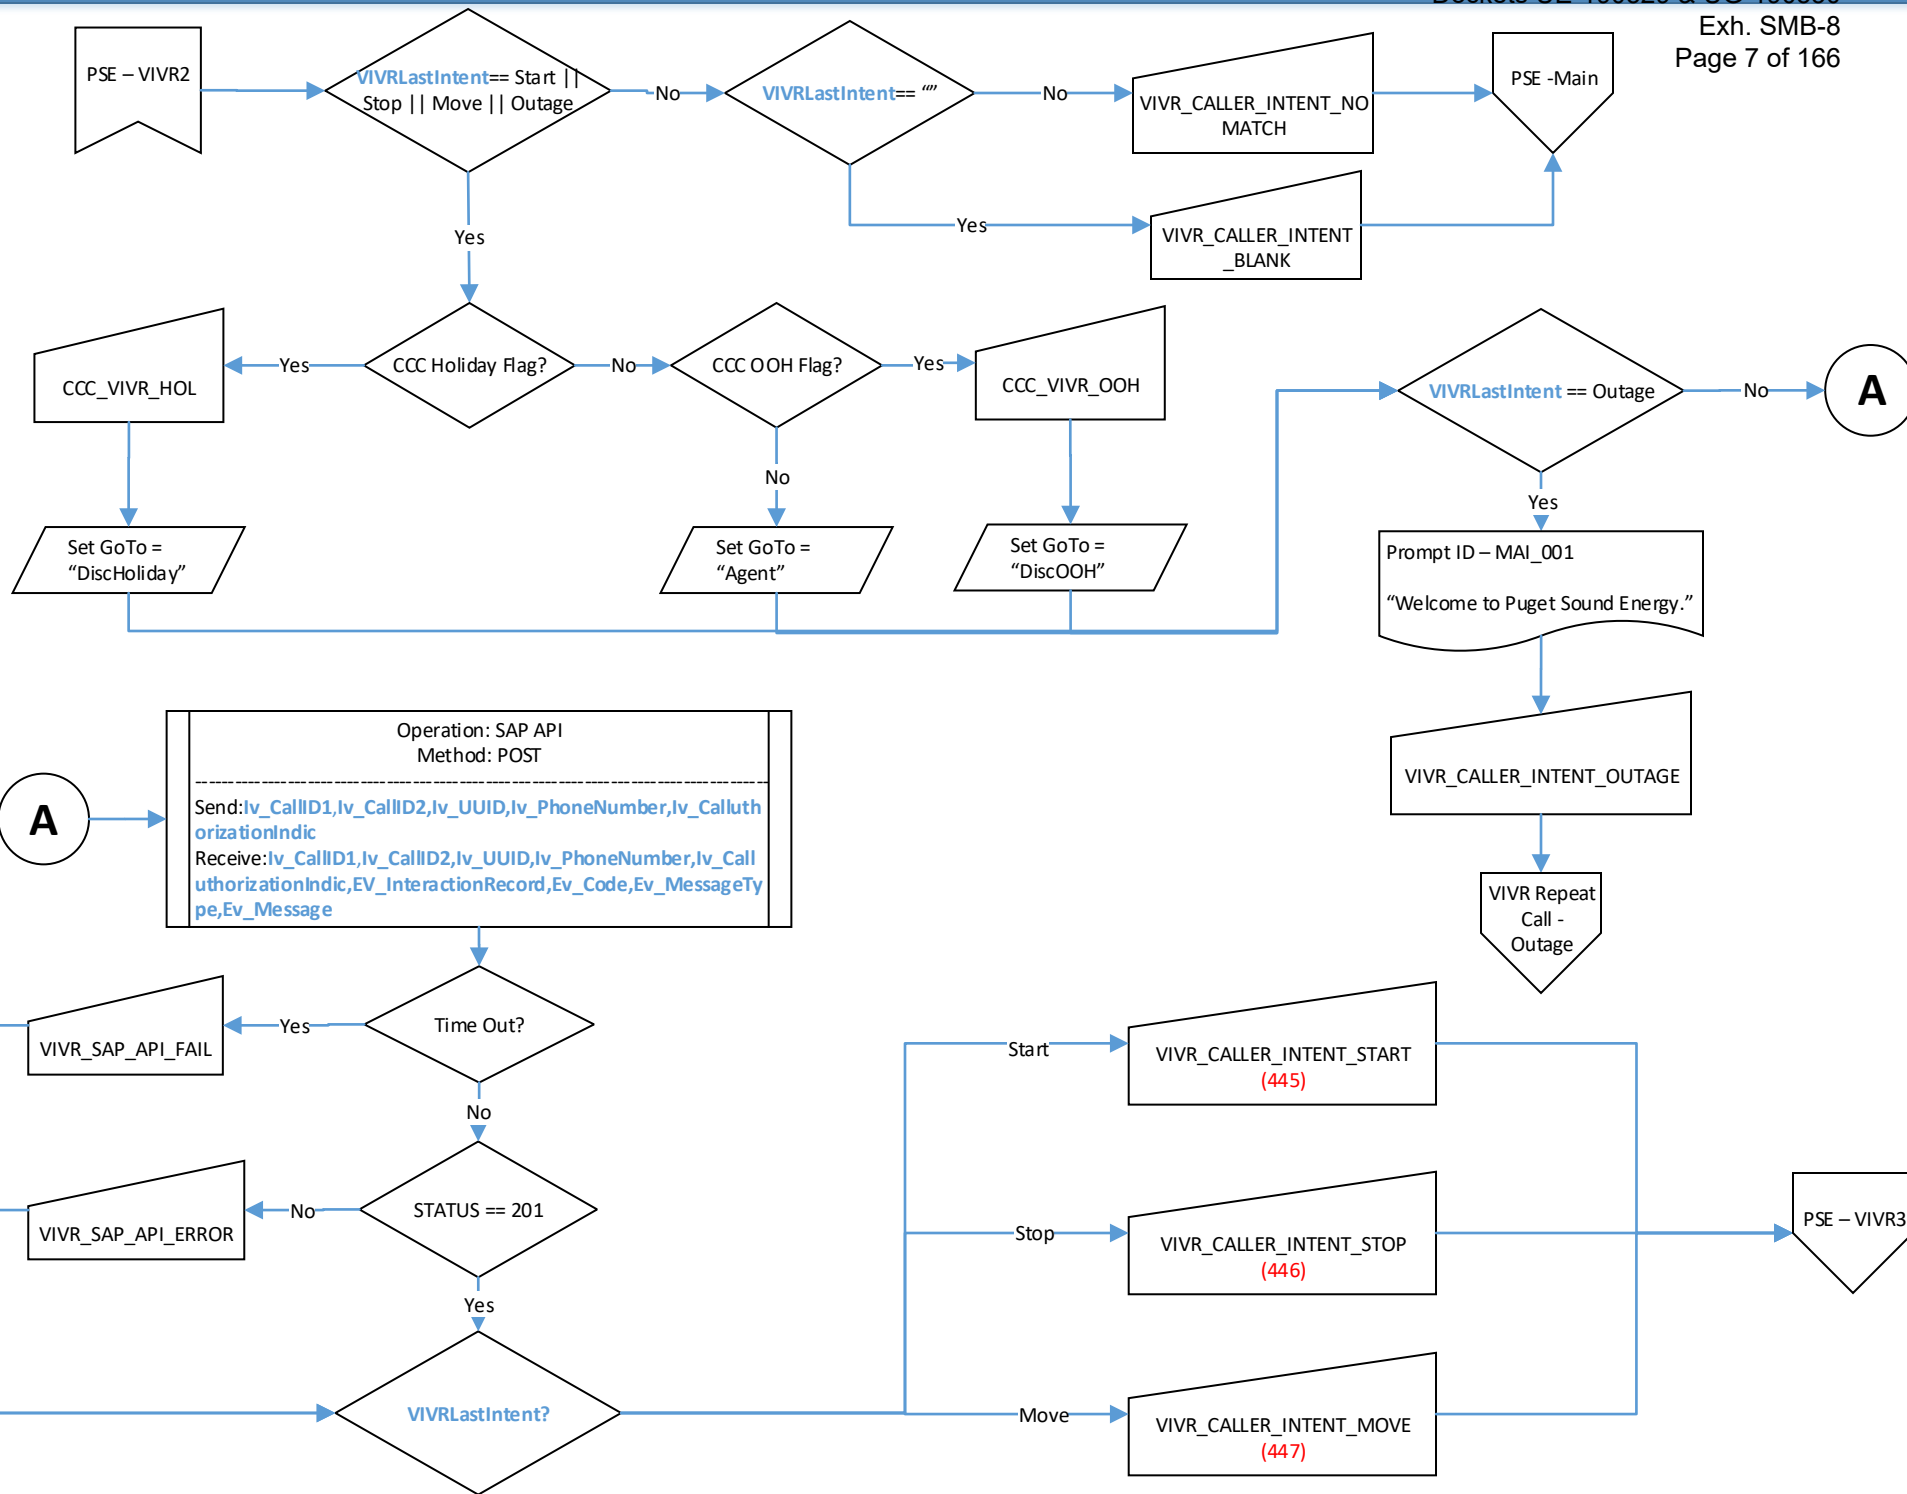 Exh. SMB-8
Page 7 of 166
PSE – VIVR2
VIVRLastIntent== Start ||
Stop || Move || Outage
No
VIVRLastIntent== “”
No
VIVR_CALLER_INTENT_NO
MATCH
PSE -Main
Yes
VIVR_CALLER_INTENT
_BLANK
Yes
CCC_VIVR_HOL
Yes
CCC Holiday Flag?
No
CCC OOH Flag?
Yes
CCC_VIVR_OOH
VIVRLastIntent == Outage
No
A
No
Yes
Set GoTo =
“DiscHoliday”
Set GoTo =
“Agent”
Set GoTo =
“DiscOOH”
Prompt ID – MAI_001
“Welcome to Puget Sound Energy.”
VIVR_CALLER_INTENT_OUTAGE
VIVR Repeat
Call -
Outage
A
Operation: SAP API
Method: POST
--------------------------------------------------------------------------------------
Send:Iv_CallID1,Iv_CallID2,Iv_UUID,Iv_PhoneNumber,Iv_Calluth
orizationIndic
Receive:Iv_CallID1,Iv_CallID2,Iv_UUID,Iv_PhoneNumber,Iv_Call
uthorizationIndic,EV_InteractionRecord,Ev_Code,Ev_MessageTy
pe,Ev_Message
VIVR_SAP_API_FAIL
Yes
Time Out?
No
VIVR_SAP_API_ERROR
No
STATUS == 201
Yes
VIVRLastIntent?
Start
VIVR_CALLER_INTENT_START
(445)
Stop
VIVR_CALLER_INTENT_STOP
(446)
Move
VIVR_CALLER_INTENT_MOVE
(447)
PSE – VIVR3